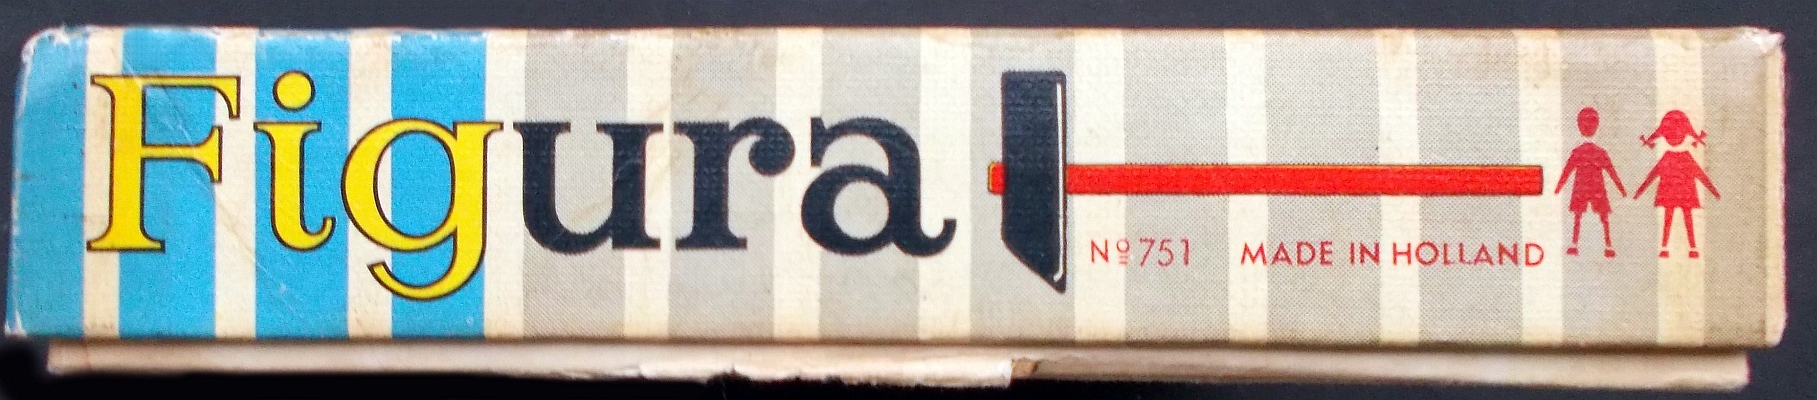 Figura
Nº 751 MADE IN HOLLAND